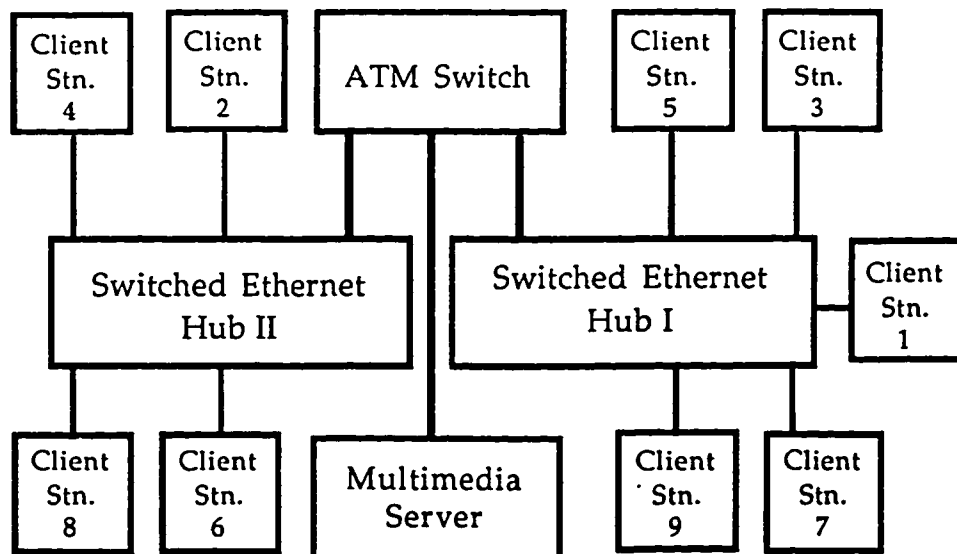 Client
Stn.
4
Client
Stn.
2
ATM Switch
Client
Stn.
5
Client
Stn.
3
Switched Ethernet
Hub II
Switched Ethernet
Hub I
Client
Stn.
1
Client
Stn.
8
Client
Stn.
6
Multimedia
Server
Client
Stn.
9
Client
Stn.
7